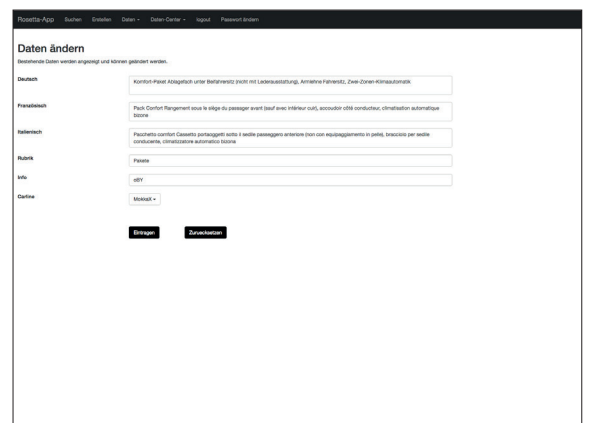 Rosetta-App Suchen Erstellen Daten Daten-Center logout Passwort ändern
Daten ändern
Bestehende Daten werden angezeigt und können geändert werden.
Deutsch
Komfort-Paket Ablagefach unter Beifahrersitz (nicht mit Lederausstattung), Armlehne Fahrersitz, Zwei-Zonen-Klimaautomatik
Französisch
Pack Confort Rangement sous le siège du passager avant (sauf avec intérieur cuir), accoudoir côté conducteur, climatisation automatique
bizone
Italienisch
Pacchetto comfort Cassetto portaoggetti sotto il sedile passeggero anteriore (non con equipaggiamento in pelle), bracciolo per sedile
conducente, climatizzatore automatico bizona
Rubrik
Pakete
Info
Carline
MokkaX
Eintragen Zuruecksetzen